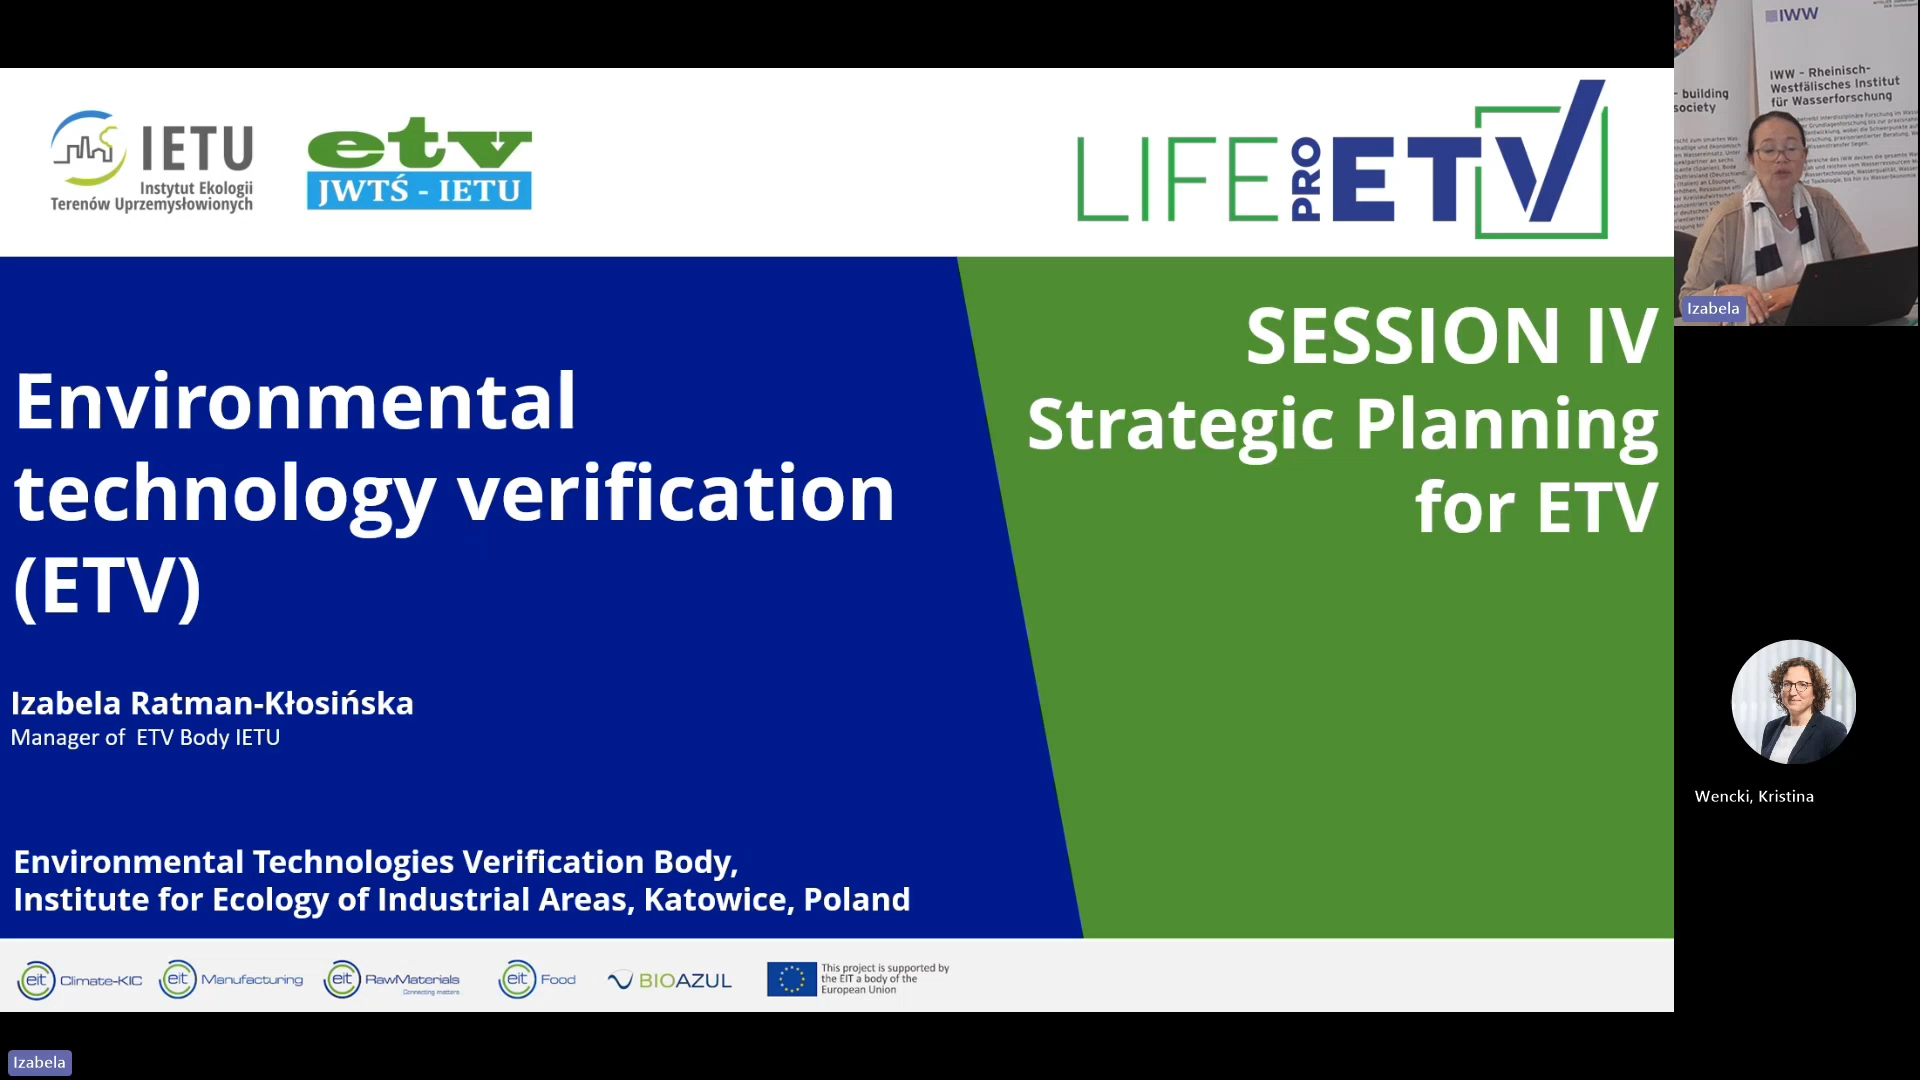 IETU
Instytut Ekologii
Terenów Uprzemysłowionych
etv
JWTŚ - IETU
LIFE PRO ETV
Environmental
technology verification
(ETV)
SESSION IV
Strategic Planning
for ETV
Izabela Ratman-Kłosińska
Manager of ETV Body IETU
Environmental Technologies Verification Body,
Institute for Ecology of Industrial Areas, Katowice, Poland
eit Climate-KIC
eit Manufacturing
eit RawMaterials
Connecting matters
eit Food
BIOAZUL
This project is supported by
the EIT a body of the
European Union
IWW
IWW - Rheinisch-
Westfälisches Institut
für Wasserforschung
building
society
Izabela
Wencki, Kristina
Izabela